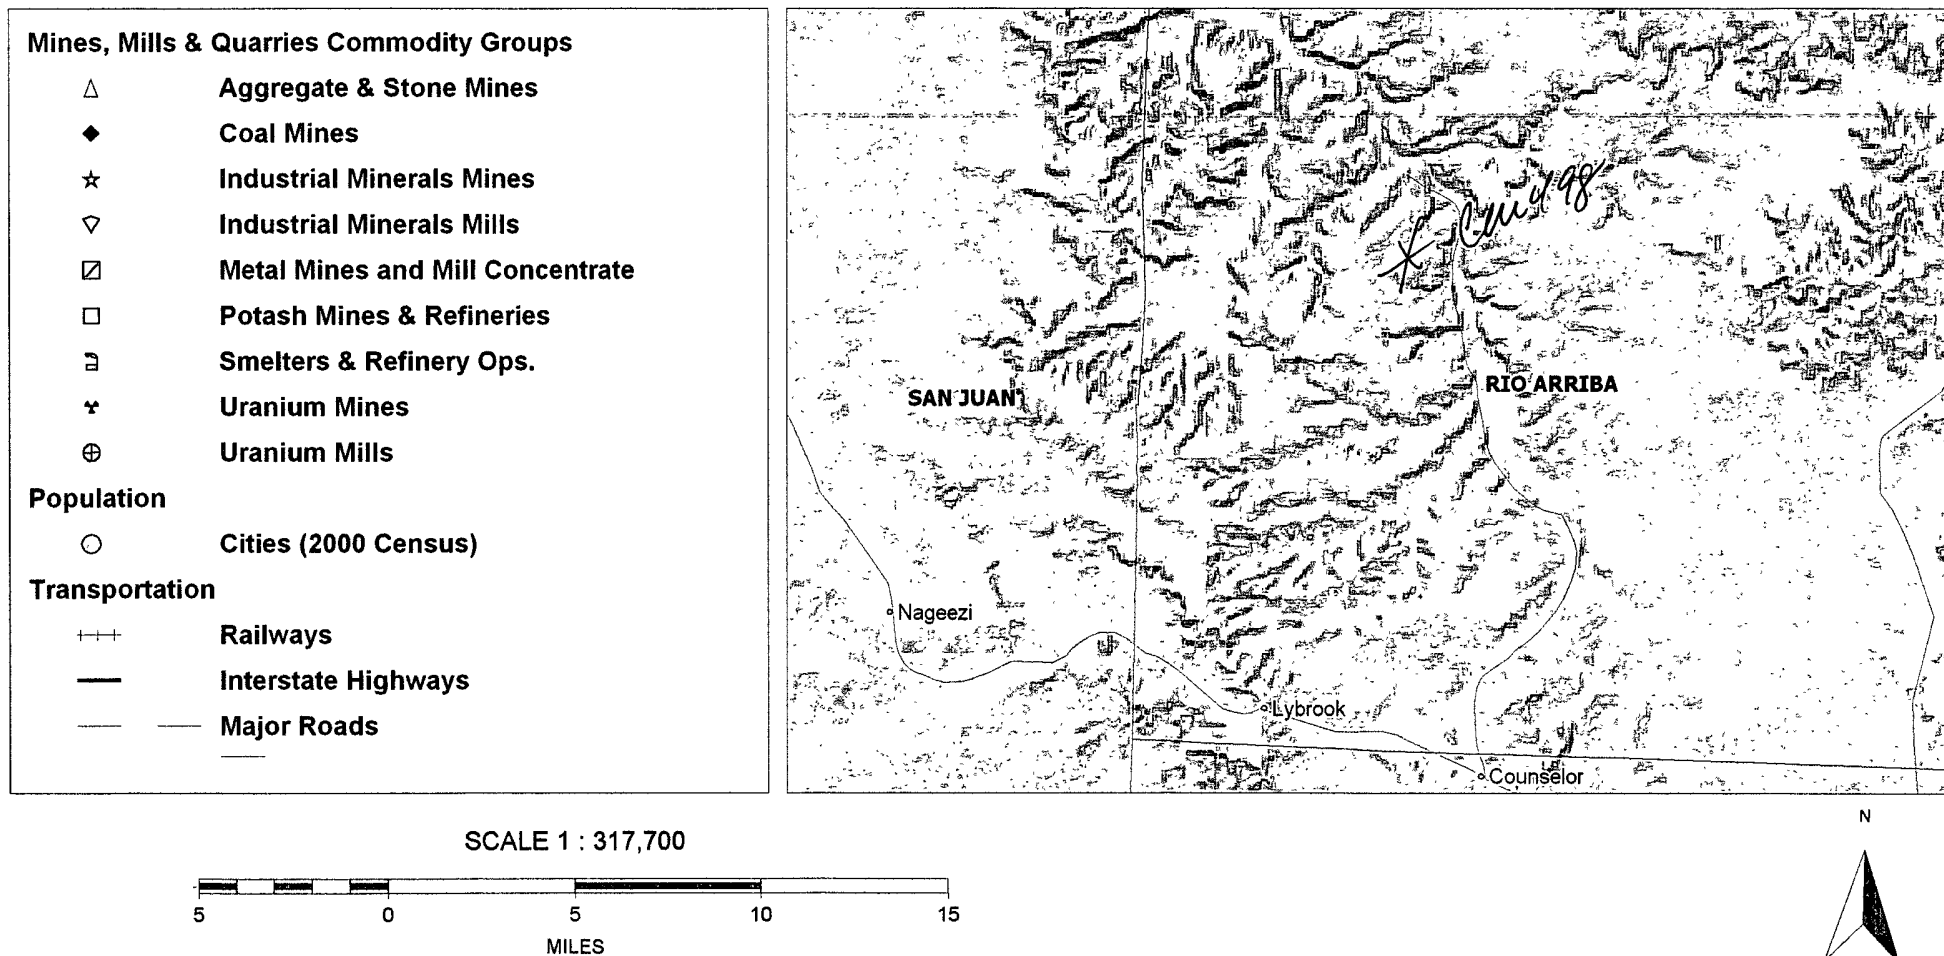 Mines, Mills & Quarries Commodity Groups
Aggregate & Stone Mines
Coal Mines
Industrial Minerals Mines
Industrial Minerals Mills
Metal Mines and Mill Concentrate
Potash Mines & Refineries
Smelters & Refinery Ops.
Uranium Mines
Uranium Mills
Population
Cities (2000 Census)
Transportation
Railways
Interstate Highways
Major Roads
SAN JUAN
RIO ARRIBA
Nageezi
Lybrook
Counselor
SCALE 1 : 317,700
5 0 5 10 15
MILES
N